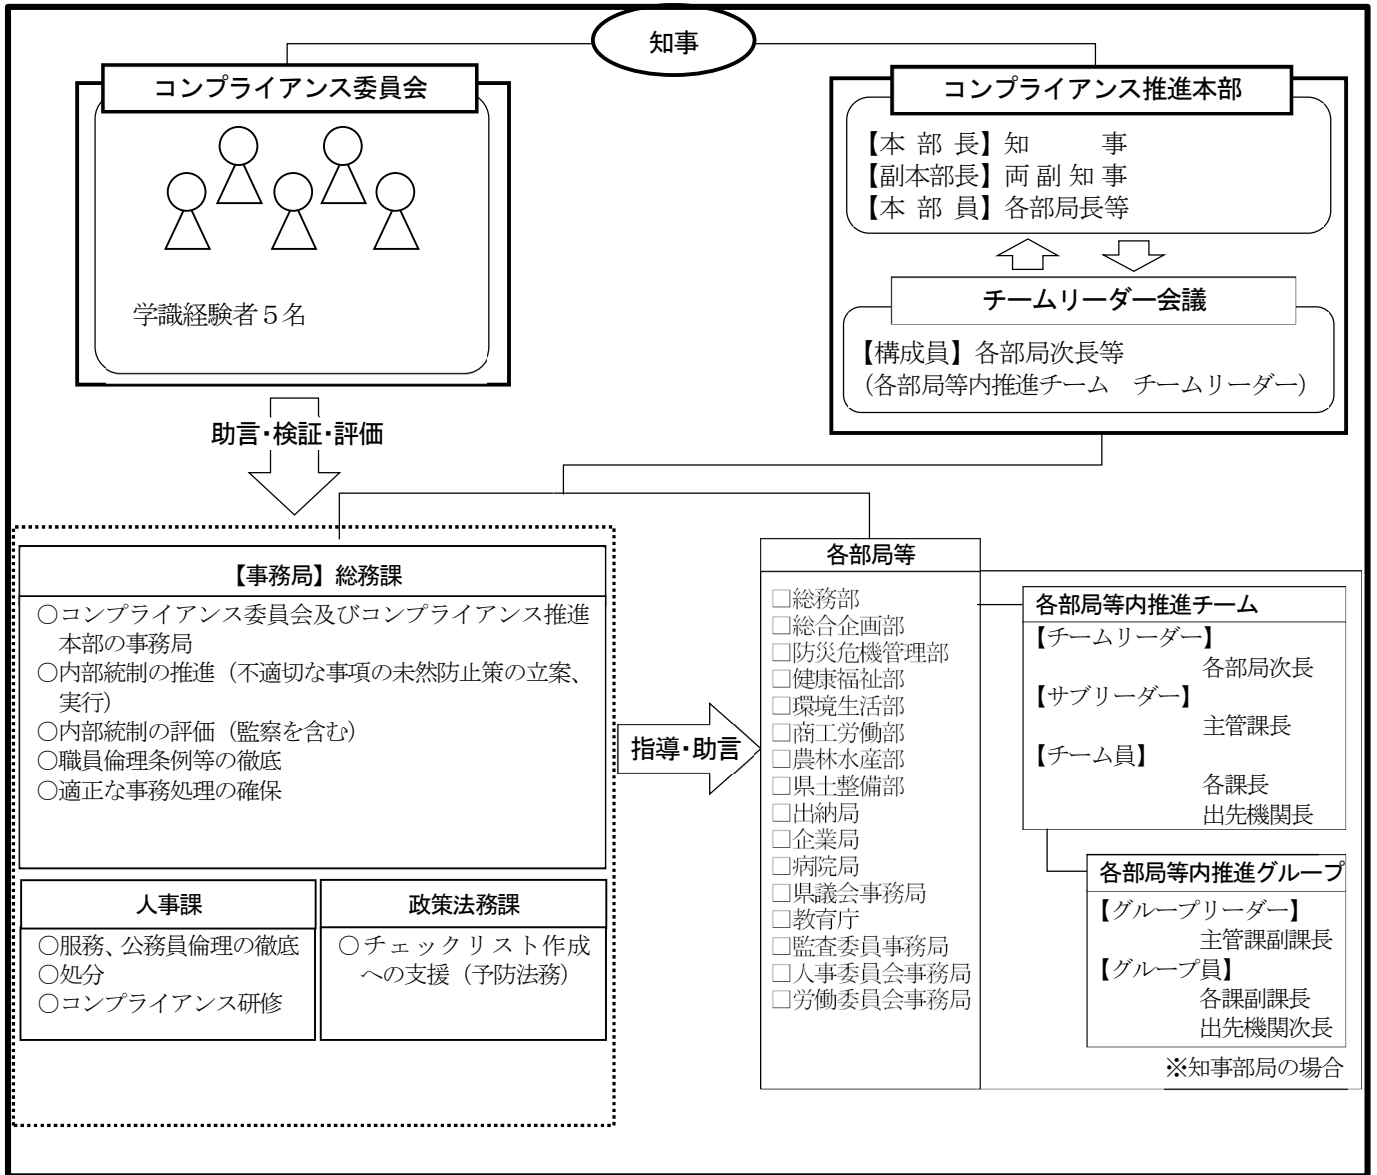 知事
コンプライアンス委員会
学識経験者５名
助言・検証・評価
コンプライアンス推進本部
【本 部 長】知　　事
【副本部長】両 副 知 事
【本 部 員】各部局長等
チームリーダー会議
【構成員】各部局次長等
（各部局等内推進チーム　チームリーダー）
【事務局】総務課
○コンプライアンス委員会及びコンプライアンス推進
本部の事務局
○内部統制の推進（不適切な事項の未然防止策の立案、
実行）
○内部統制の評価（監察を含む）
○職員倫理条例等の徹底
○適正な事務処理の確保
人事課
○服務、公務員倫理の徹底
○処分
○コンプライアンス研修
政策法務課
○チェックリスト作成
への支援（予防法務）
指導・助言
各部局等
□総務部
□総合企画部
□防災危機管理部
□健康福祉部
□環境生活部
□商工労働部
□農林水産部
□県土整備部
□出納局
□企業局
□病院局
□県議会事務局
□教育庁
□監査委員事務局
□人事委員会事務局
□労働委員会事務局
各部局等内推進チーム
【チームリーダー】
各部局次長
【サブリーダー】
主管課長
【チーム員】
各課長
出先機関長
各部局等内推進グループ
【グループリーダー】
主管課副課長
【グループ員】
各課副課長
出先機関次長
※知事部局の場合